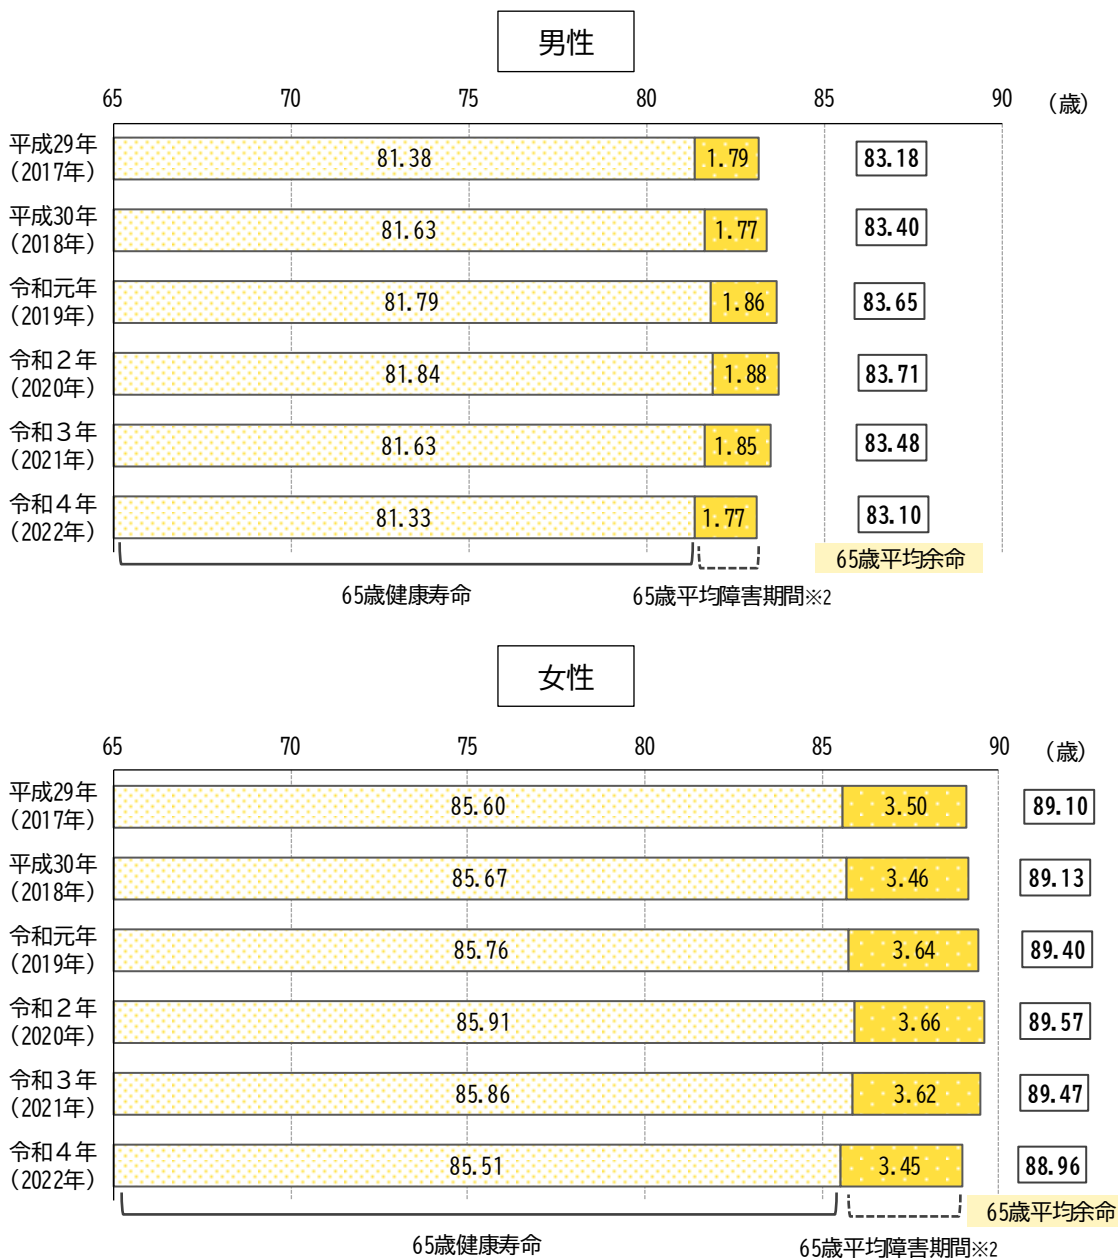 男性
65 70 75 80 85 90 (歳)
平成29年
(2017年)
81.38 1.79 83.18
平成30年
(2018年)
81.63 1.77 83.40
令和元年
(2019年)
81.79 1.86 83.65
令和２年
(2020年)
81.84 1.88 83.71
令和３年
(2021年)
81.63 1.85 83.48
令和４年
(2022年)
81.33 1.77 83.10
65歳平均余命
65歳健康寿命 65歳平均障害期間※2
女性
65 70 75 80 85 90 (歳)
平成29年
(2017年)
85.60 3.50 89.10
平成30年
(2018年)
85.67 3.46 89.13
令和元年
(2019年)
85.76 3.64 89.40
令和２年
(2020年)
85.91 3.66 89.57
令和３年
(2021年)
85.86 3.62 89.47
令和４年
(2022年)
85.51 3.45 88.96
65歳平均余命
65歳健康寿命 65歳平均障害期間※2